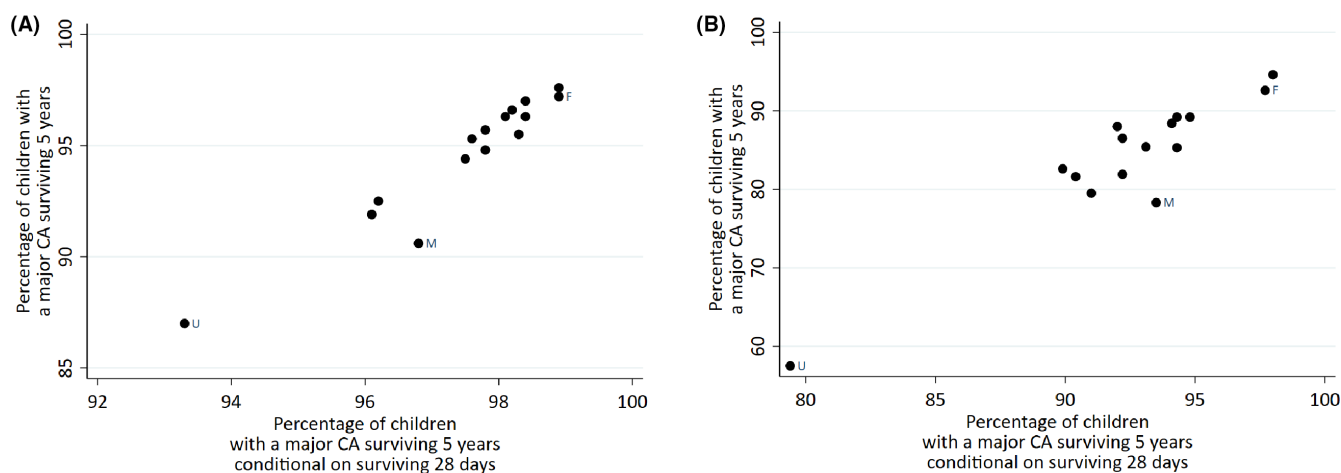 (A)
Percentage of children with
a major CA surviving 5 years
100
95
90
85
F
M
U
92
94
96
98
100
Percentage of children
with a major CA surviving 5 years
conditional on surviving 28 days
(B)
Percentage of children with
a major CA surviving 5 years
100
90
80
70
60
F
M
U
80
85
90
95
100
Percentage of children
with a major CA surviving 5 years
conditional on surviving 28 days